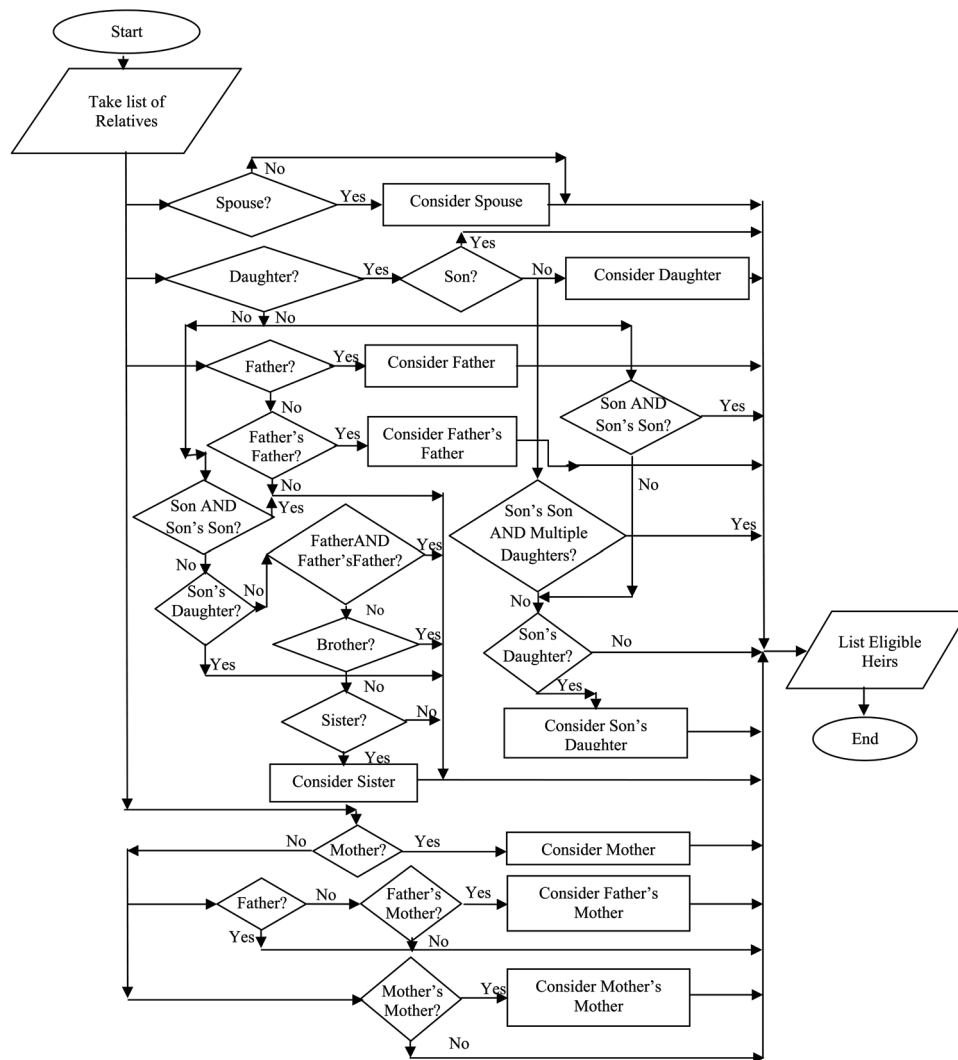 Start
Take list of
Relatives
No
Spouse?
Yes
Consider Spouse
Yes
Daughter?
Yes
Son?
No
Consider Daughter
No
No
Father?
Yes
Consider Father
No
Son AND
Son's Son?
Yes
Father's
Father?
Yes
Consider Father's
Father
No
No
Son AND
Son's Son?
Yes
Son's Son
AND Multiple
Daughters?
Yes
FatherAND
Father'sFather?
Yes
No
Son's
Daughter?
No
No
No
Brother?
Yes
Son's
Daughter?
No
List Eligible
Heirs
Yes
No
Yes
Sister?
No
Consider Son's
Daughter
End
Yes
Consider Sister
No
Mother?
Yes
Consider Mother
Father?
No
Father's
Mother?
Yes
Consider Father's
Mother
Yes
No
Mother's
Mother?
Yes
Consider Mother's
Mother
No